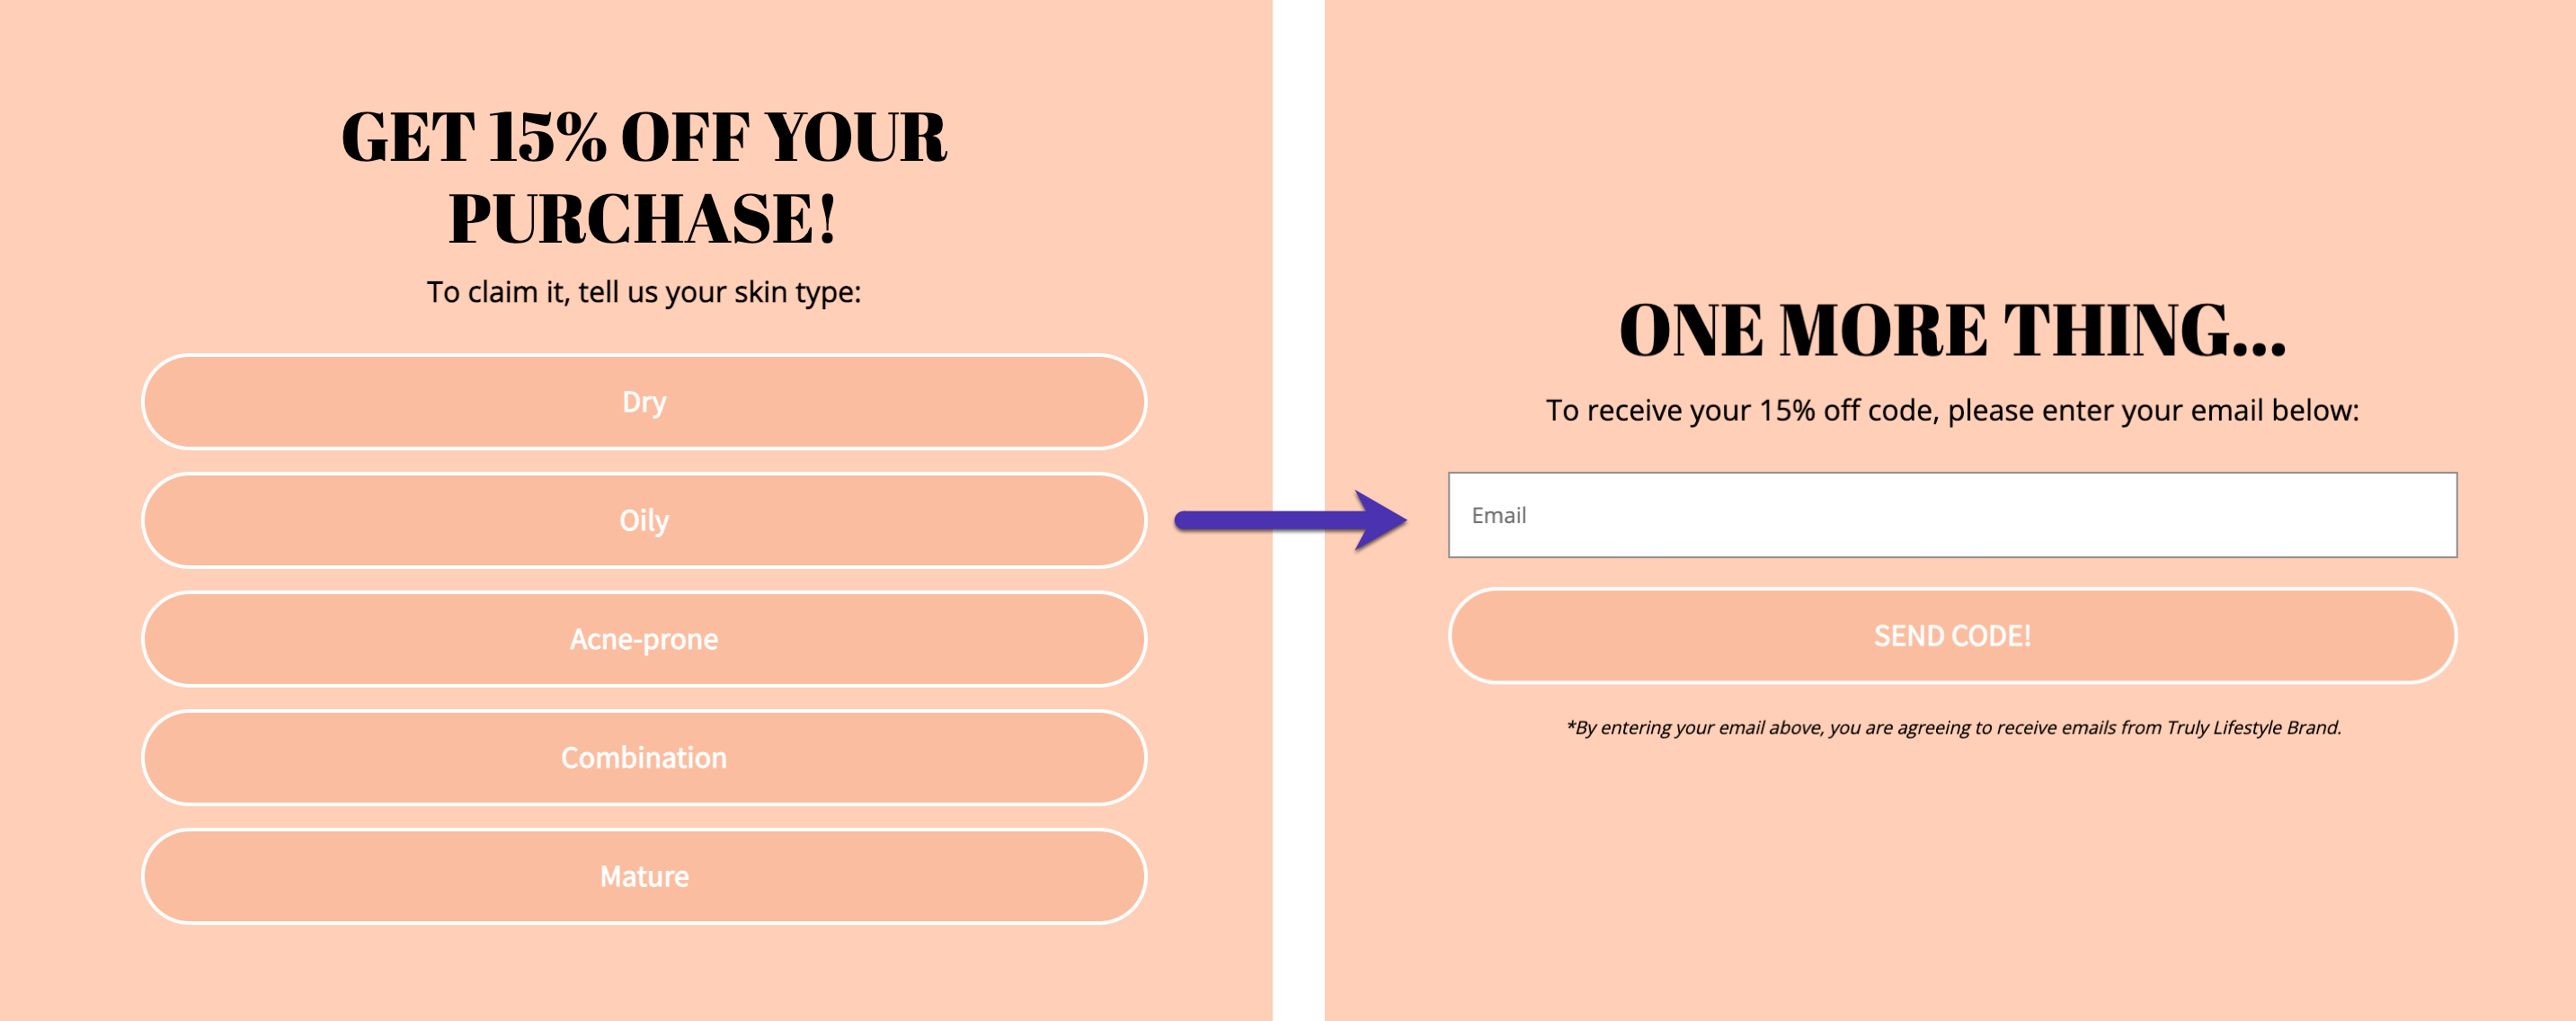 GET 15% OFF YOUR
PURCHASE!
To claim it, tell us your skin type:
Dry
Oily
Acne-prone
Combination
Mature
ONE MORE THING...
To receive your 15% off code, please enter your email below:
Email
SEND CODE!
*By entering your email above, you are agreeing to receive emails from Truly Lifestyle Brand.